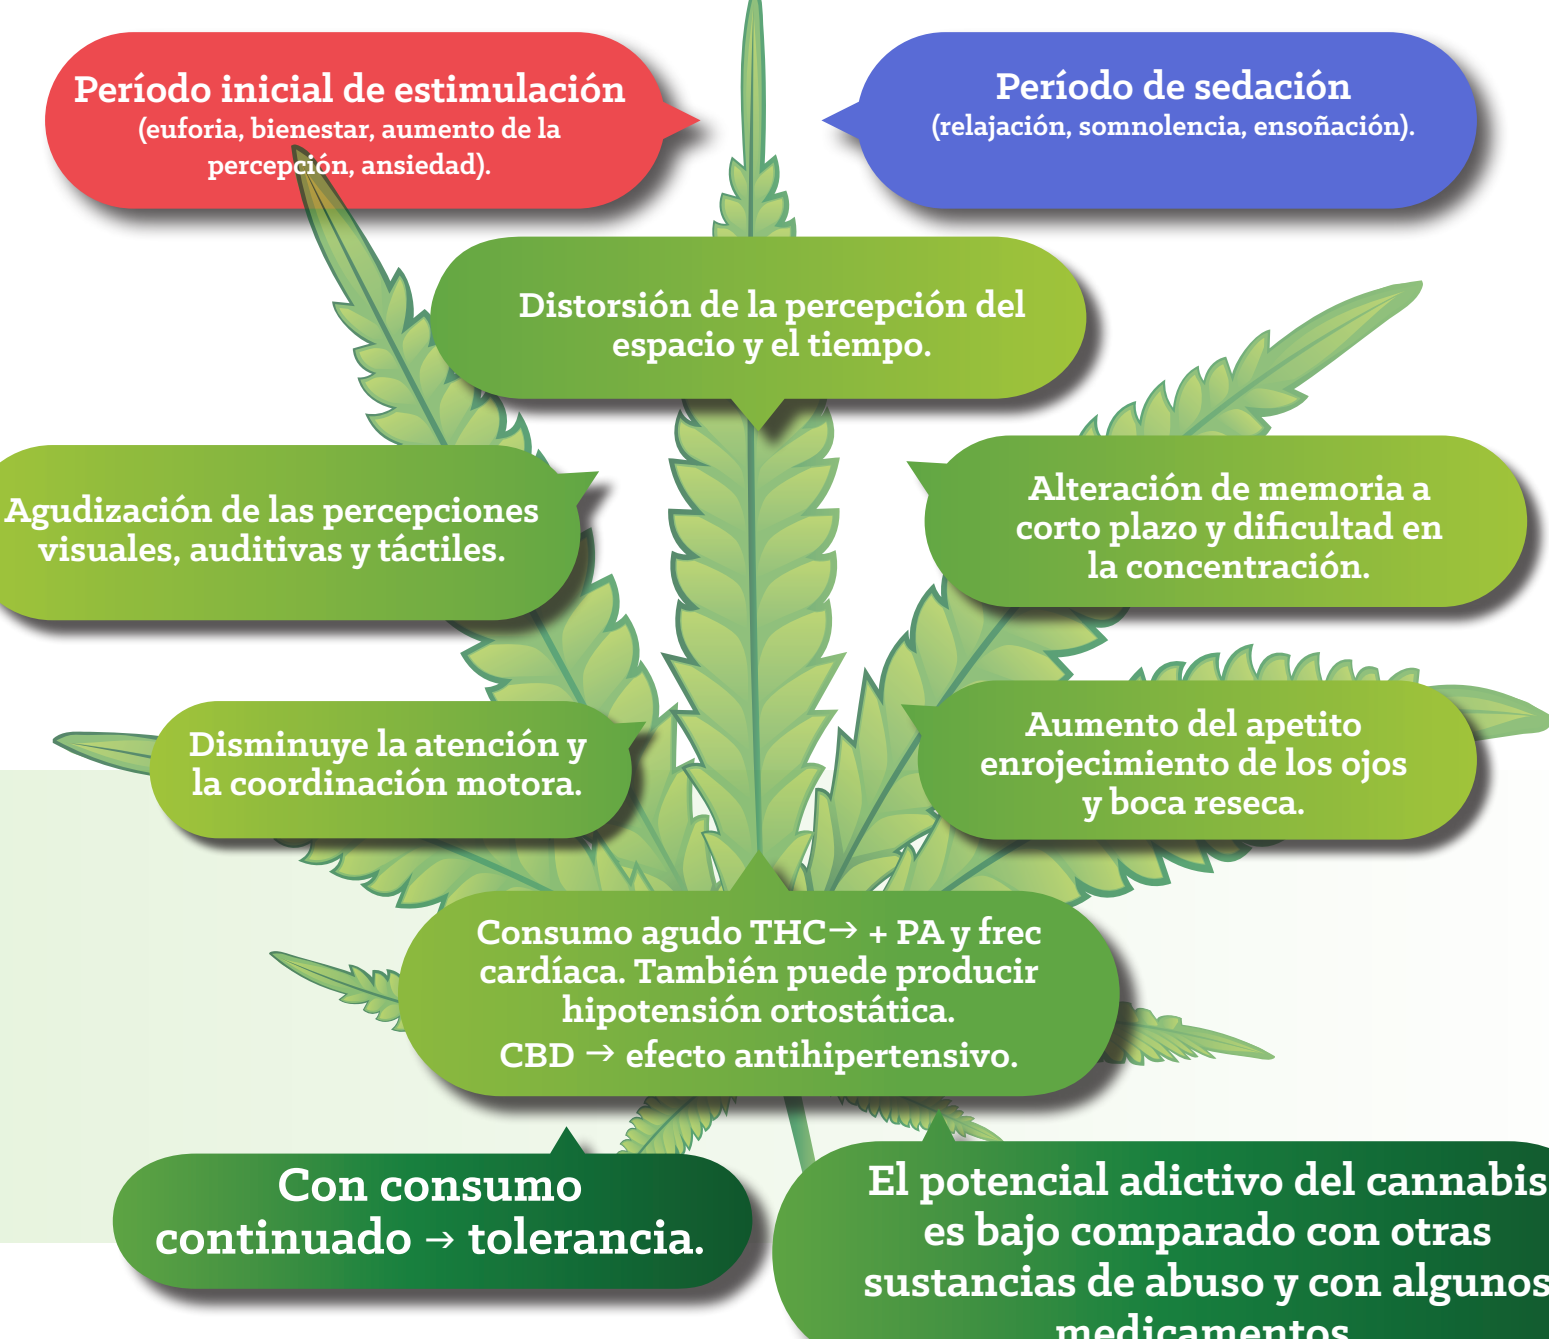 Período inicial de estimulación
(euforia, bienestar, aumento de la
percepción, ansiedad).
Período de sedación
(relajación, somnolencia, ensoñación).
Distorsión de la percepción del
espacio y el tiempo.
Agudización de las percepciones
visuales, auditivas y táctiles.
Alteración de memoria a
corto plazo y dificultad en
la concentración.
Disminuye la atención y
la coordinación motora.
Aumento del apetito
enrojecimiento de los ojos
y boca reseca.
Consumo agudo THC→ + PA y frec
cardíaca. También puede producir
hipotensión ortostática.
CBD → efecto antihipertensivo.
Con consumo
continuado → tolerancia.
El potencial adictivo del cannabis
es bajo comparado con otras
sustancias de abuso y con algunos
medicamentos